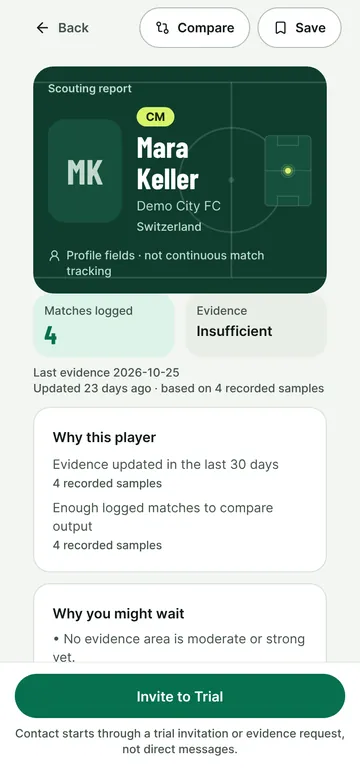 Back
Compare
Save
Scouting report
MK
CM
Mara
Keller
Demo City FC
Switzerland
Profile fields · not continuous match
tracking
Matches logged
4
Evidence
Insufficient
Last evidence 2026-10-25
Updated 23 days ago · based on 4 recorded samples
Why this player
Evidence updated in the last 30 days
4 recorded samples
Enough logged matches to compare
output
4 recorded samples
Why you might wait
• No evidence area is moderate or strong
yet.
Invite to Trial
Contact starts through a trial invitation or evidence request,
not direct messages.